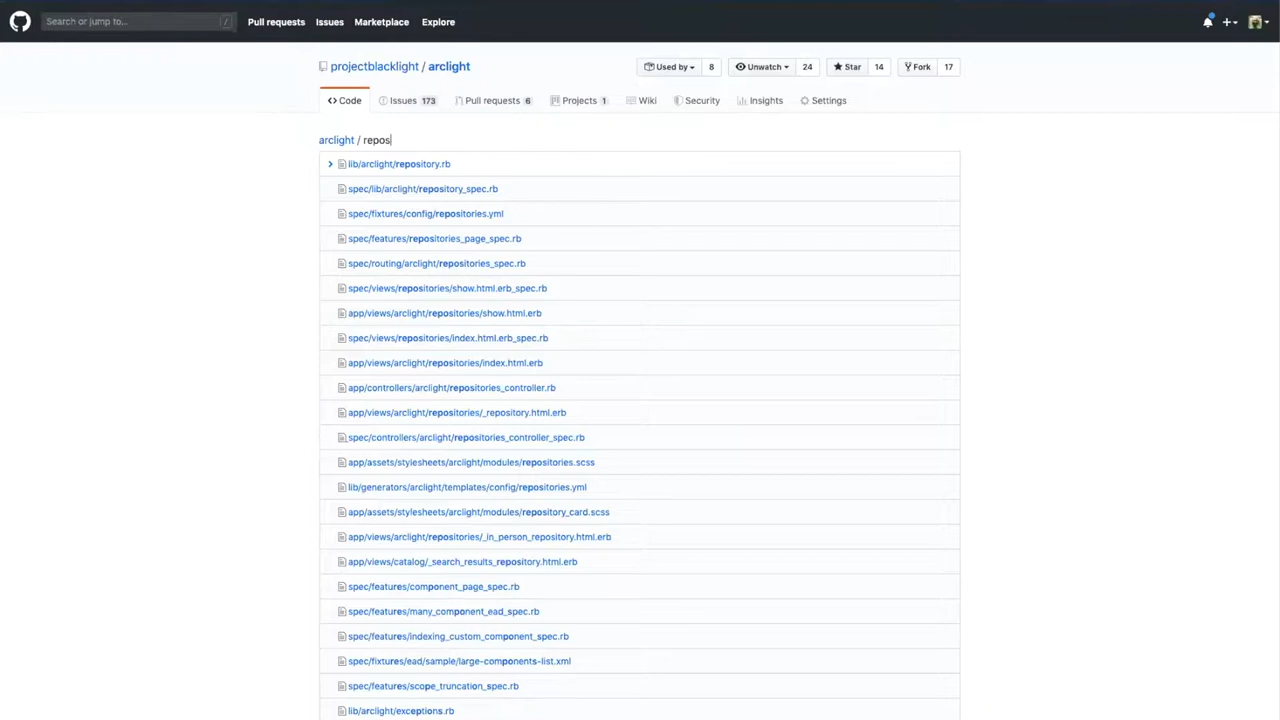 Search or jump to... /
Pull requests Issues Marketplace Explore
projectblacklight / arclight
Used by 8 Unwatch 24 Star 14 Fork 17
Code Issues 173 Pull requests 6 Projects 1 Wiki Security Insights Settings
arclight / repos
lib/arclight/repository.rb
spec/lib/arclight/repository_spec.rb
spec/fixtures/config/repositories.yml
spec/features/repositories_page_spec.rb
spec/routing/arclight/repositories_spec.rb
spec/views/repositories/show.html.erb_spec.rb
app/views/arclight/repositories/show.html.erb
spec/views/repositories/index.html.erb_spec.rb
app/views/arclight/repositories/index.html.erb
app/controllers/arclight/repositories_controller.rb
app/views/arclight/repositories/_repository.html.erb
spec/controllers/arclight/repositories_controller_spec.rb
app/assets/stylesheets/arclight/modules/repositories.scss
lib/generators/arclight/templates/config/repositories.yml
app/assets/stylesheets/arclight/modules/repository_card.scss
app/views/arclight/repositories/_in_person_repository.html.erb
app/views/catalog/_search_results_repository.html.erb
spec/features/component_page_spec.rb
spec/features/many_component_ead_spec.rb
spec/features/indexing_custom_component_spec.rb
spec/fixtures/ead/sample/large-components-list.xml
spec/features/scope_truncation_spec.rb
lib/arclight/exceptions.rb